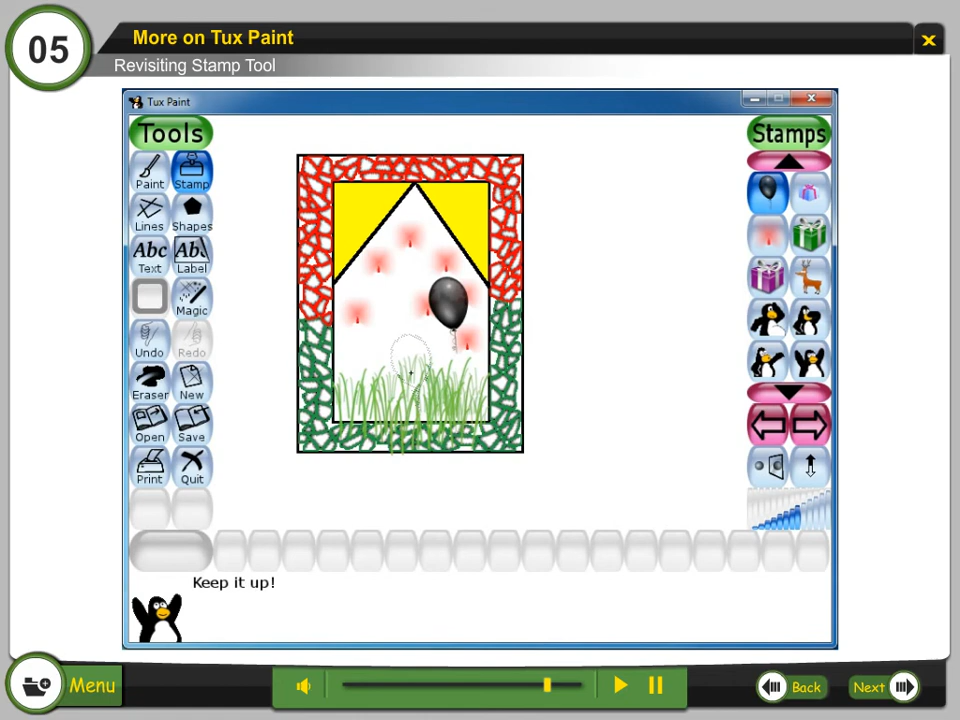 05
More on Tux Paint
Revisiting Stamp Tool
Tux Paint
Tools
Stamps
Paint
Stamp
Lines
Shapes
Abc
Text
Abc
Label
Magic
Undo
Redo
Eraser
New
Open
Save
Print
Quit
Keep it up!
Menu
Back
Next